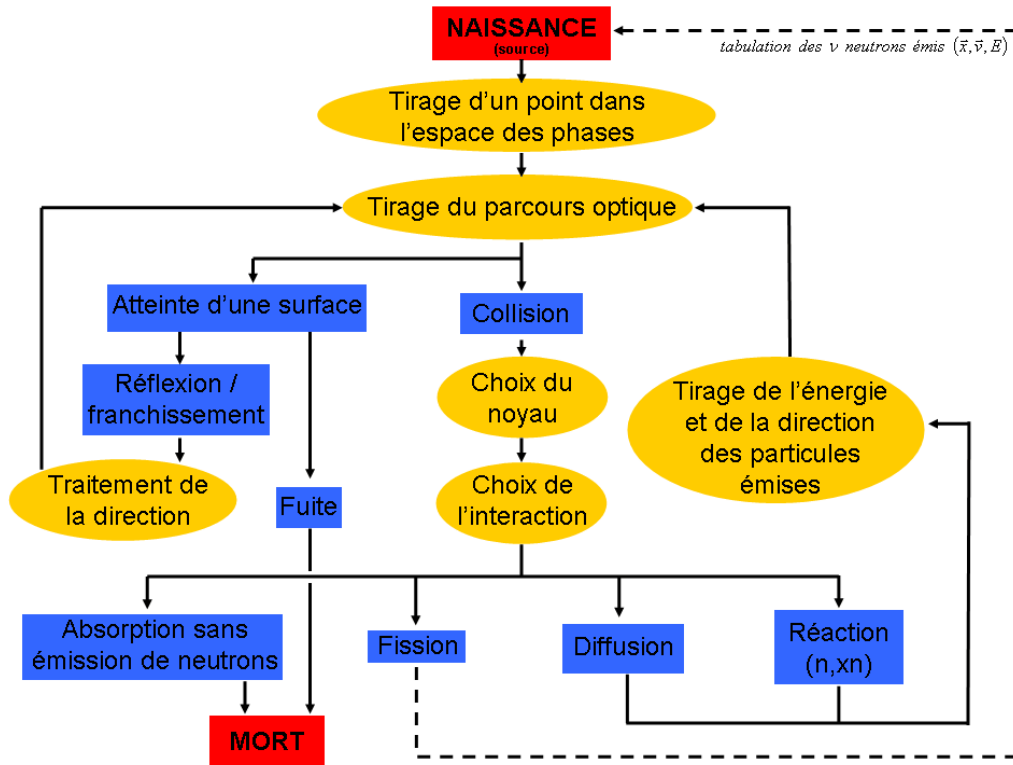 NAISSANCE
(source)
tabulation des ν neutrons émis (x⃗, v⃗, E)
Tirage d'un point dans
l'espace des phases
Tirage du parcours optique
Atteinte d'une surface
Collision
Réflexion /
franchissement
Choix du
noyau
Tirage de l'énergie
et de la direction
des particules
émises
Traitement de
la direction
Fuite
Choix de
l'interaction
Absorption sans
émission de neutrons
Fission
Diffusion
Réaction
(n,xn)
MORT